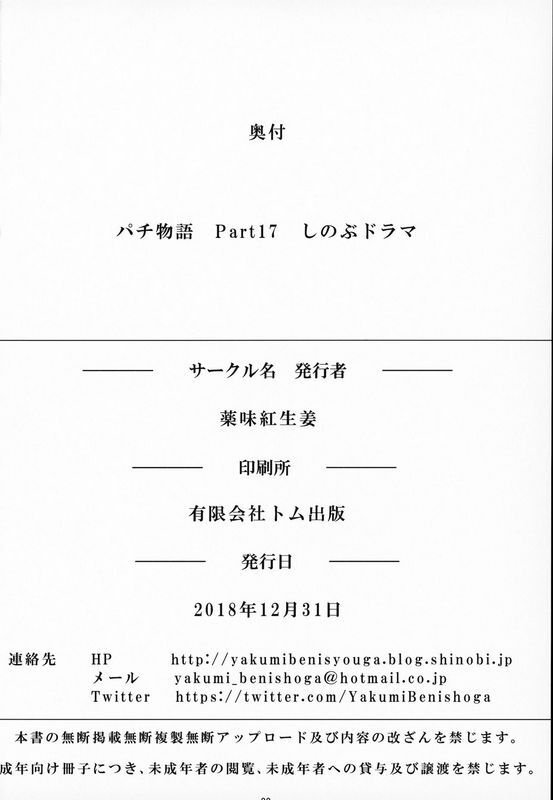 奥付
パチ物語　Part17　しのぶドラマ
サークル名　発行者
薬味紅生姜
印刷所
有限会社トム出版
発行日
2018年12月31日
連絡先　HP　http://yakumibenisyouga.blog.shinobi.jp
メール　yakumi_benishoga@hotmail.co.jp
Twitter　https://twitter.com/YakumiBenishoga
本書の無断掲載無断複製無断アップロード及び内容の改ざんを禁じます。
成年向け冊子につき、未成年者の閲覧、未成年者への貸与及び譲渡を禁じます。